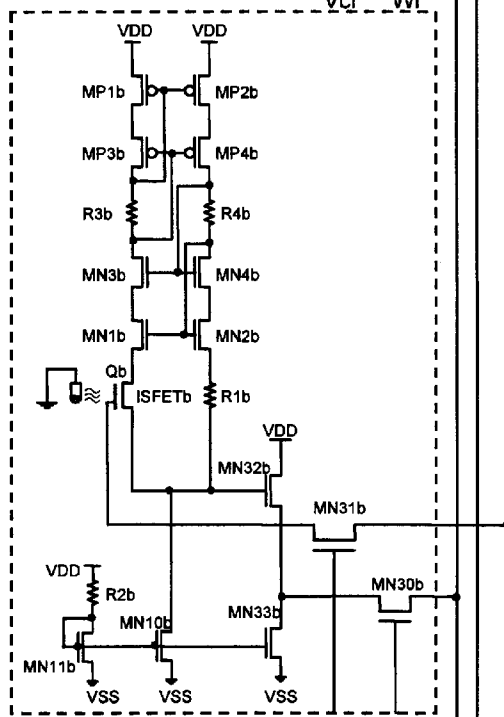 VDD VDD
MP1b MP2b
MP3b MP4b
R3b R4b
MN3b MN4b
MN1b MN2b
Qb
ISFETb R1b
VDD
MN32b
MN31b
VDD
R2b
MN30b
MN10b MN33b
MN11b
VSS VSS VSS